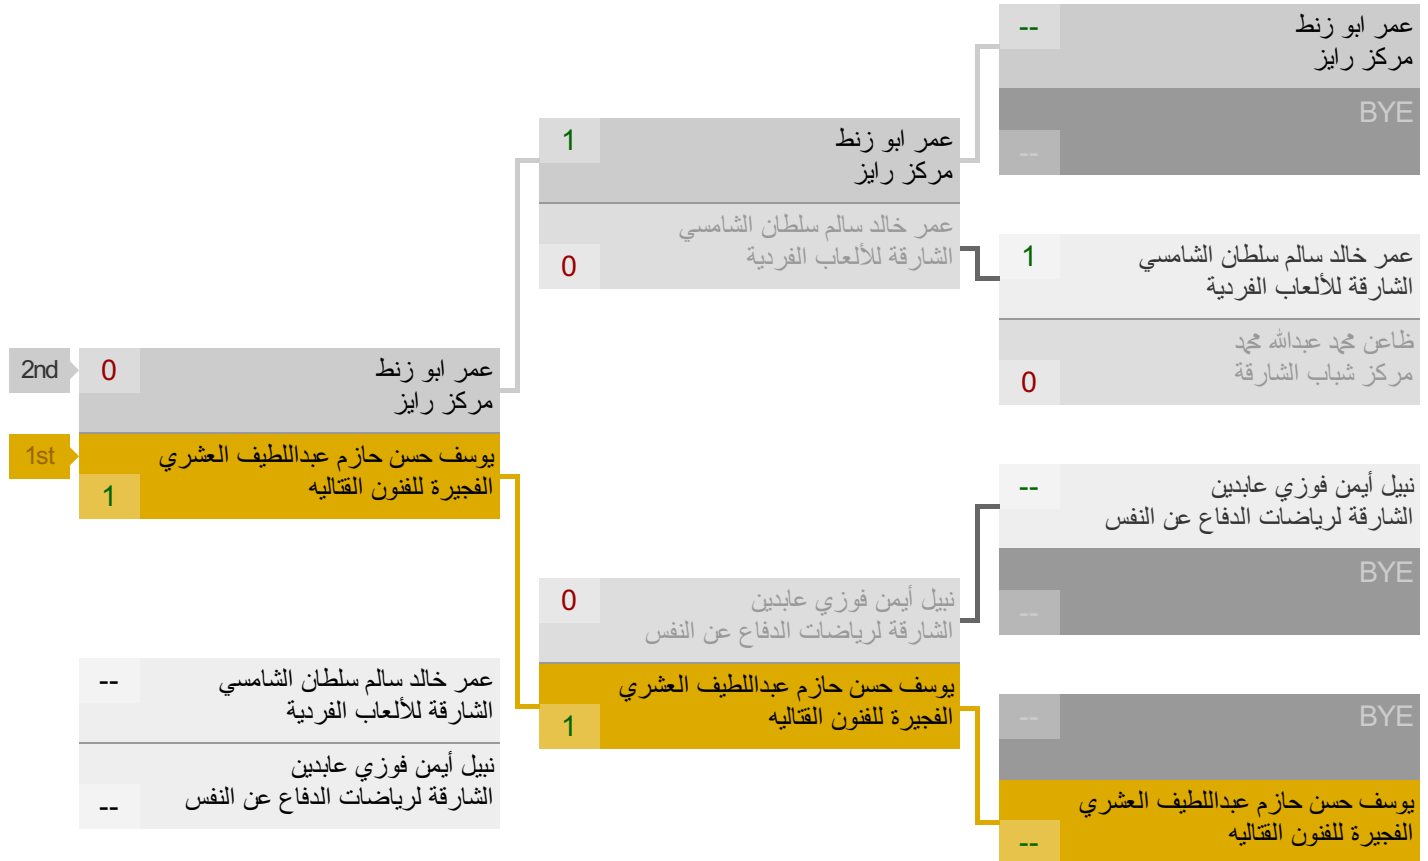 --
عمر ابو زنط
مركز رايز
BYE
--
1
عمر خالد سالم سلطان الشامسي
الشارقة للألعاب الفردية
ظاعن محمد عبدالله محمد
مركز شباب الشارقة
0
--
نبيل أيمن فوزي عابدين
الشارقة لرياضات الدفاع عن النفس
BYE
--
--
BYE
يوسف حسن حازم عبداللطيف العشري
الفجيرة للفنون القتاليه
--
1
عمر ابو زنط
مركز رايز
عمر خالد سالم سلطان الشامسي
الشارقة للألعاب الفردية
0
0
نبيل أيمن فوزي عابدين
الشارقة لرياضات الدفاع عن النفس
يوسف حسن حازم عبداللطيف العشري
الفجيرة للفنون القتاليه
1
2nd
0
عمر ابو زنط
مركز رايز
1st
يوسف حسن حازم عبداللطيف العشري
الفجيرة للفنون القتاليه
1
--
عمر خالد سالم سلطان الشامسي
الشارقة للألعاب الفردية
نبيل أيمن فوزي عابدين
الشارقة لرياضات الدفاع عن النفس
--